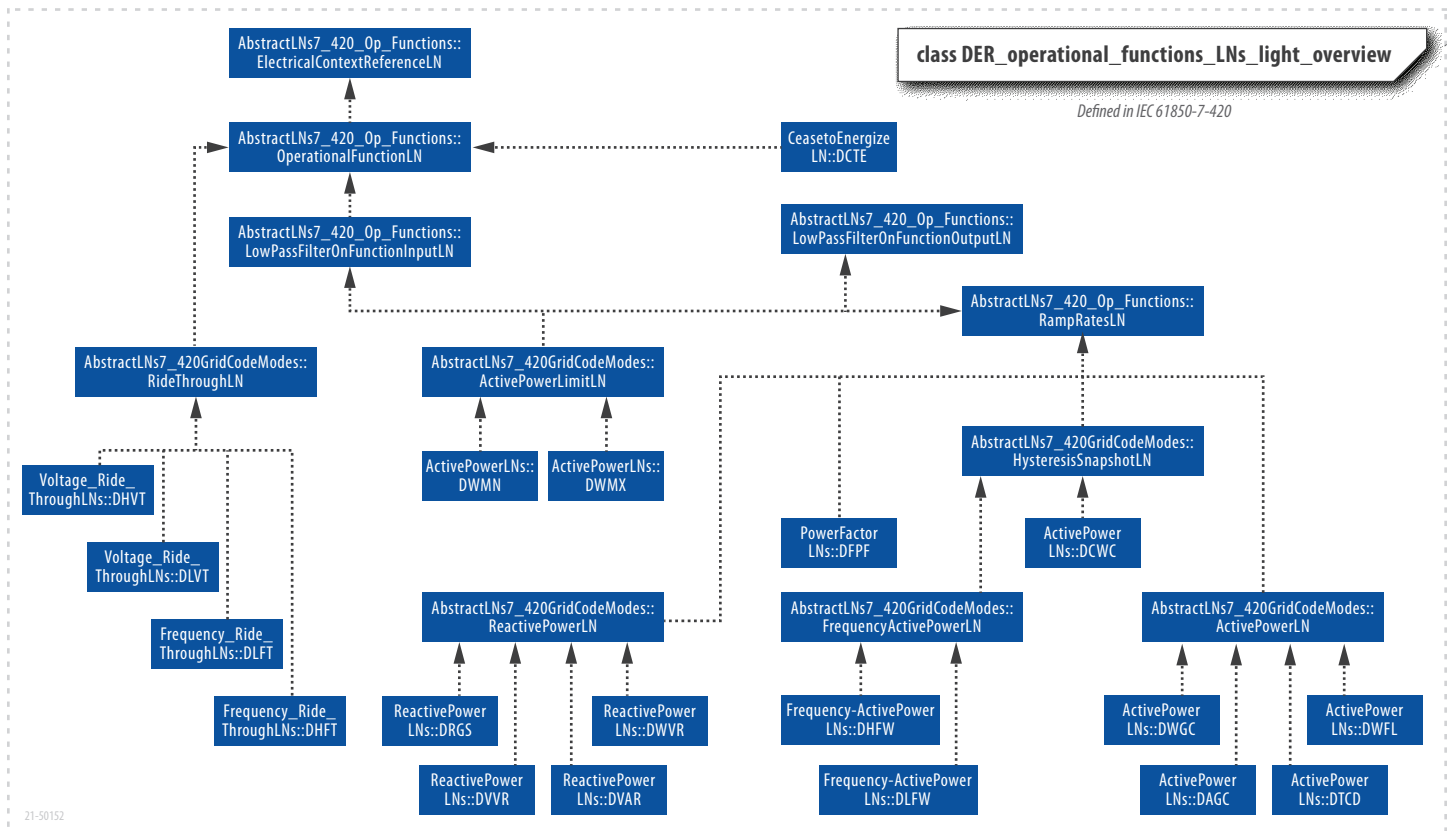 AbstractLNs7_420_Op_Functions::
ElectricalContextReferenceLN
class DER_operational_functions_LNs_light_overview
Defined in IEC 61850-7-420
AbstractLNs7_420_Op_Functions::
OperationalFunctionLN
CeasetoEnergize
LN::DCTE
AbstractLNs7_420_Op_Functions::
LowPassFilterOnFunctionInputLN
AbstractLNs7_420_Op_Functions::
LowPassFilterOnFunctionOutputLN
AbstractLNs7_420_Op_Functions::
RampRatesLN
AbstractLNs7_420GridCodeModes::
RideThroughLN
AbstractLNs7_420GridCodeModes::
ActivePowerLimitLN
AbstractLNs7_420GridCodeModes::
HysteresisSnapshotLN
Voltage_Ride_
ThroughLNs::DHVT
ActivePowerLNs::
DWMN
ActivePowerLNs::
DWMX
PowerFactor
LNs::DFPF
ActivePower
LNs::DCWC
Voltage_Ride_
ThroughLNs::DLVT
Frequency_Ride_
ThroughLNs::DLFT
AbstractLNs7_420GridCodeModes::
ReactivePowerLN
AbstractLNs7_420GridCodeModes::
FrequencyActivePowerLN
AbstractLNs7_420GridCodeModes::
ActivePowerLN
Frequency_Ride_
ThroughLNs::DHFT
ReactivePower
LNs::DRGS
ReactivePower
LNs::DWVR
Frequency-ActivePower
LNs::DHFW
ActivePower
LNs::DWGC
ActivePower
LNs::DWFL
ReactivePower
LNs::DVVR
ReactivePower
LNs::DVAR
Frequency-ActivePower
LNs::DLFW
ActivePower
LNs::DAGC
ActivePower
LNs::DTCD
21-50152